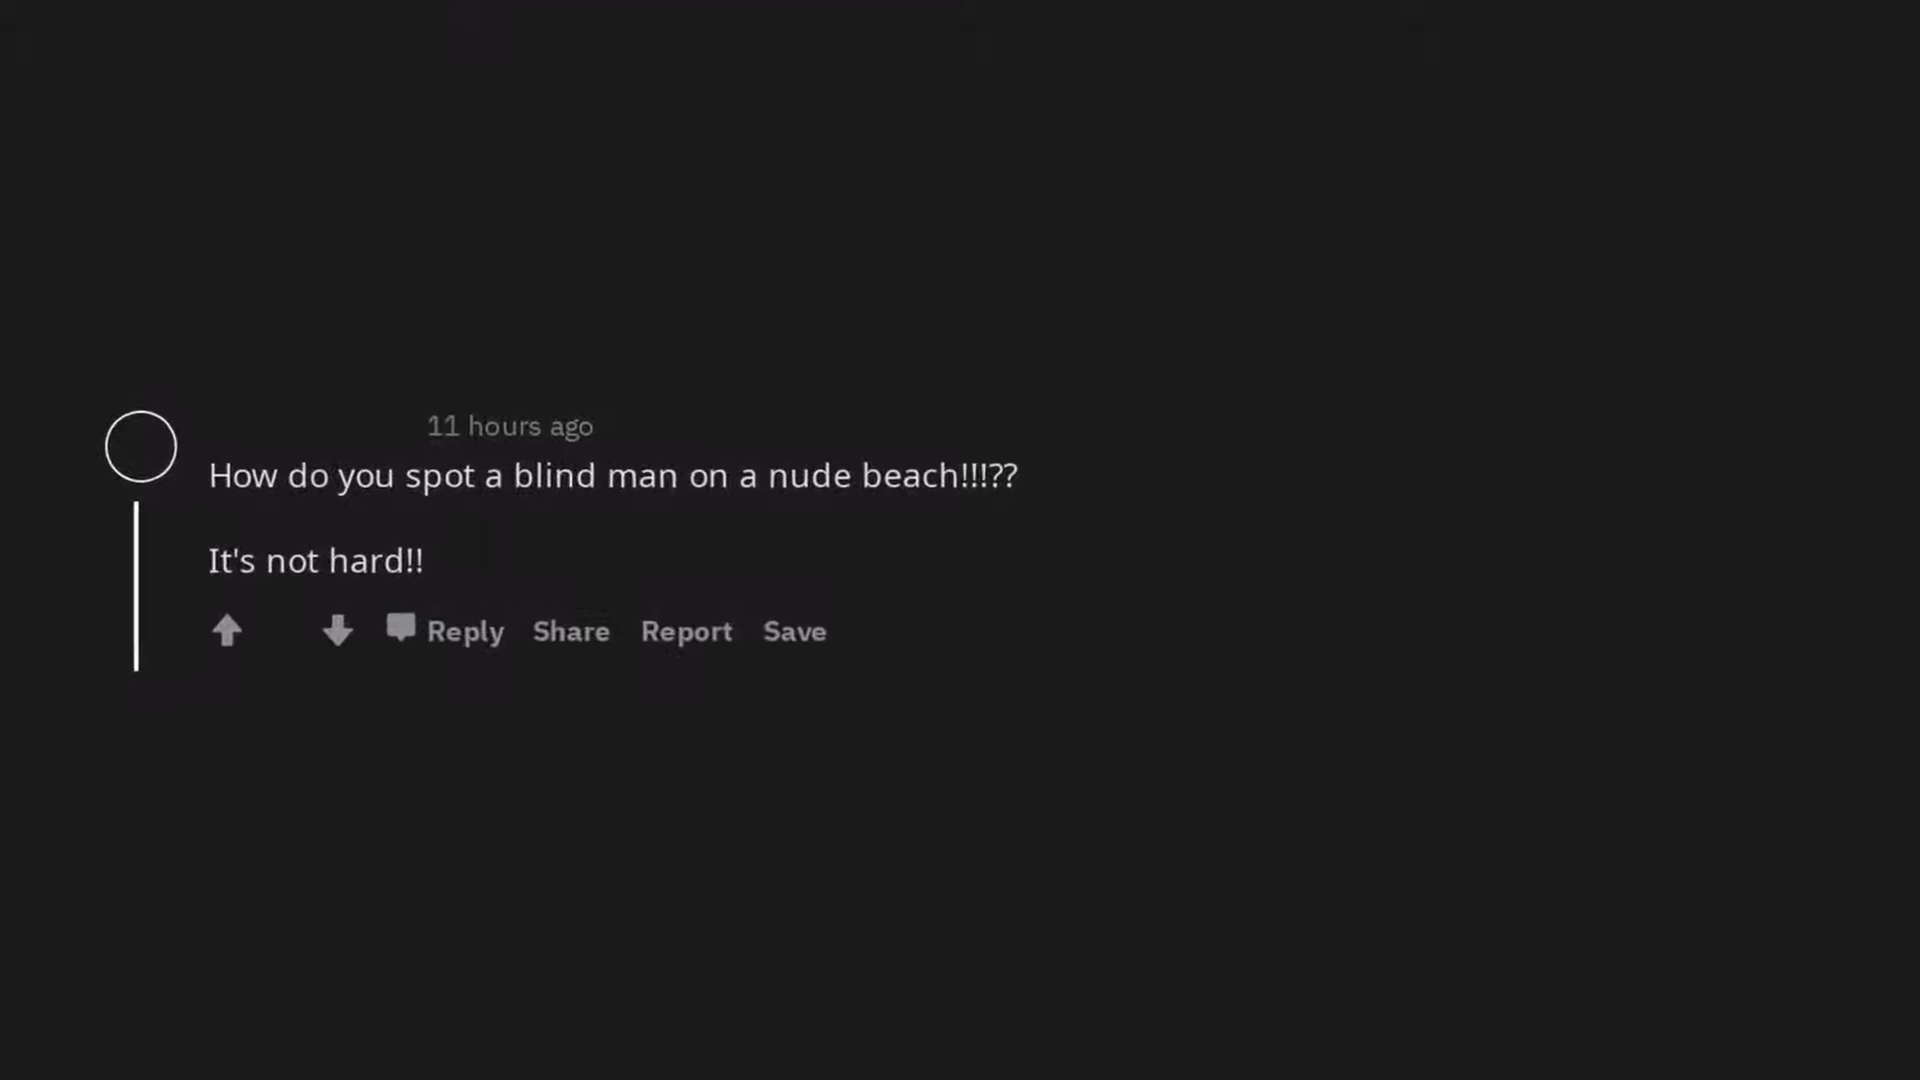 11 hours ago
How do you spot a blind man on a nude beach!!!??
It's not hard!!
Reply Share Report Save